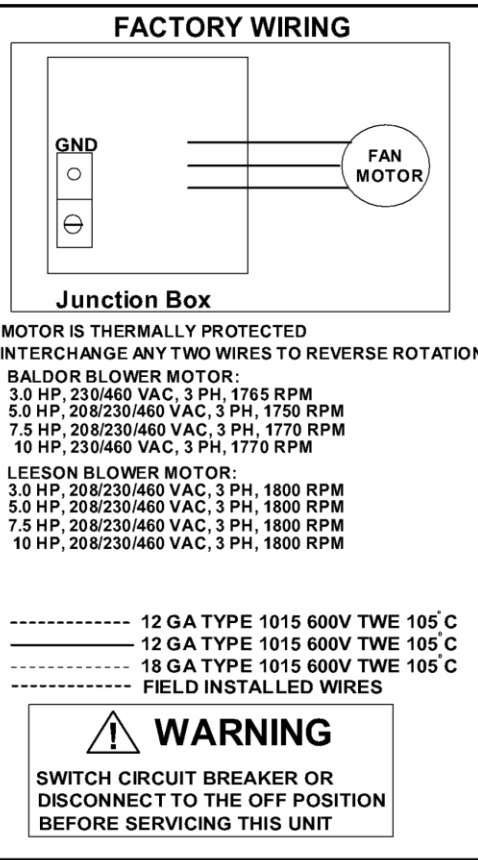 FACTORY WIRING
GND
FAN
MOTOR
Junction Box
MOTOR IS THERMALLY PROTECTED
INTERCHANGE ANY TWO WIRES TO REVERSE ROTATION
BALDOR BLOWER MOTOR:
3.0 HP, 230/460 VAC, 3 PH, 1765 RPM
5.0 HP, 208/230/460 VAC, 3 PH, 1750 RPM
7.5 HP, 208/230/460 VAC, 3 PH, 1770 RPM
10 HP, 230/460 VAC, 3 PH, 1770 RPM
LEESON BLOWER MOTOR:
3.0 HP, 208/230/460 VAC, 3 PH, 1800 RPM
5.0 HP, 208/230/460 VAC, 3 PH, 1800 RPM
7.5 HP, 208/230/460 VAC, 3 PH, 1800 RPM
10 HP, 208/230/460 VAC, 3 PH, 1800 RPM
12 GA TYPE 1015 600V TWE 105°C
12 GA TYPE 1015 600V TWE 105°C
18 GA TYPE 1015 600V TWE 105°C
FIELD INSTALLED WIRES
WARNING
SWITCH CIRCUIT BREAKER OR
DISCONNECT TO THE OFF POSITION
BEFORE SERVICING THIS UNIT